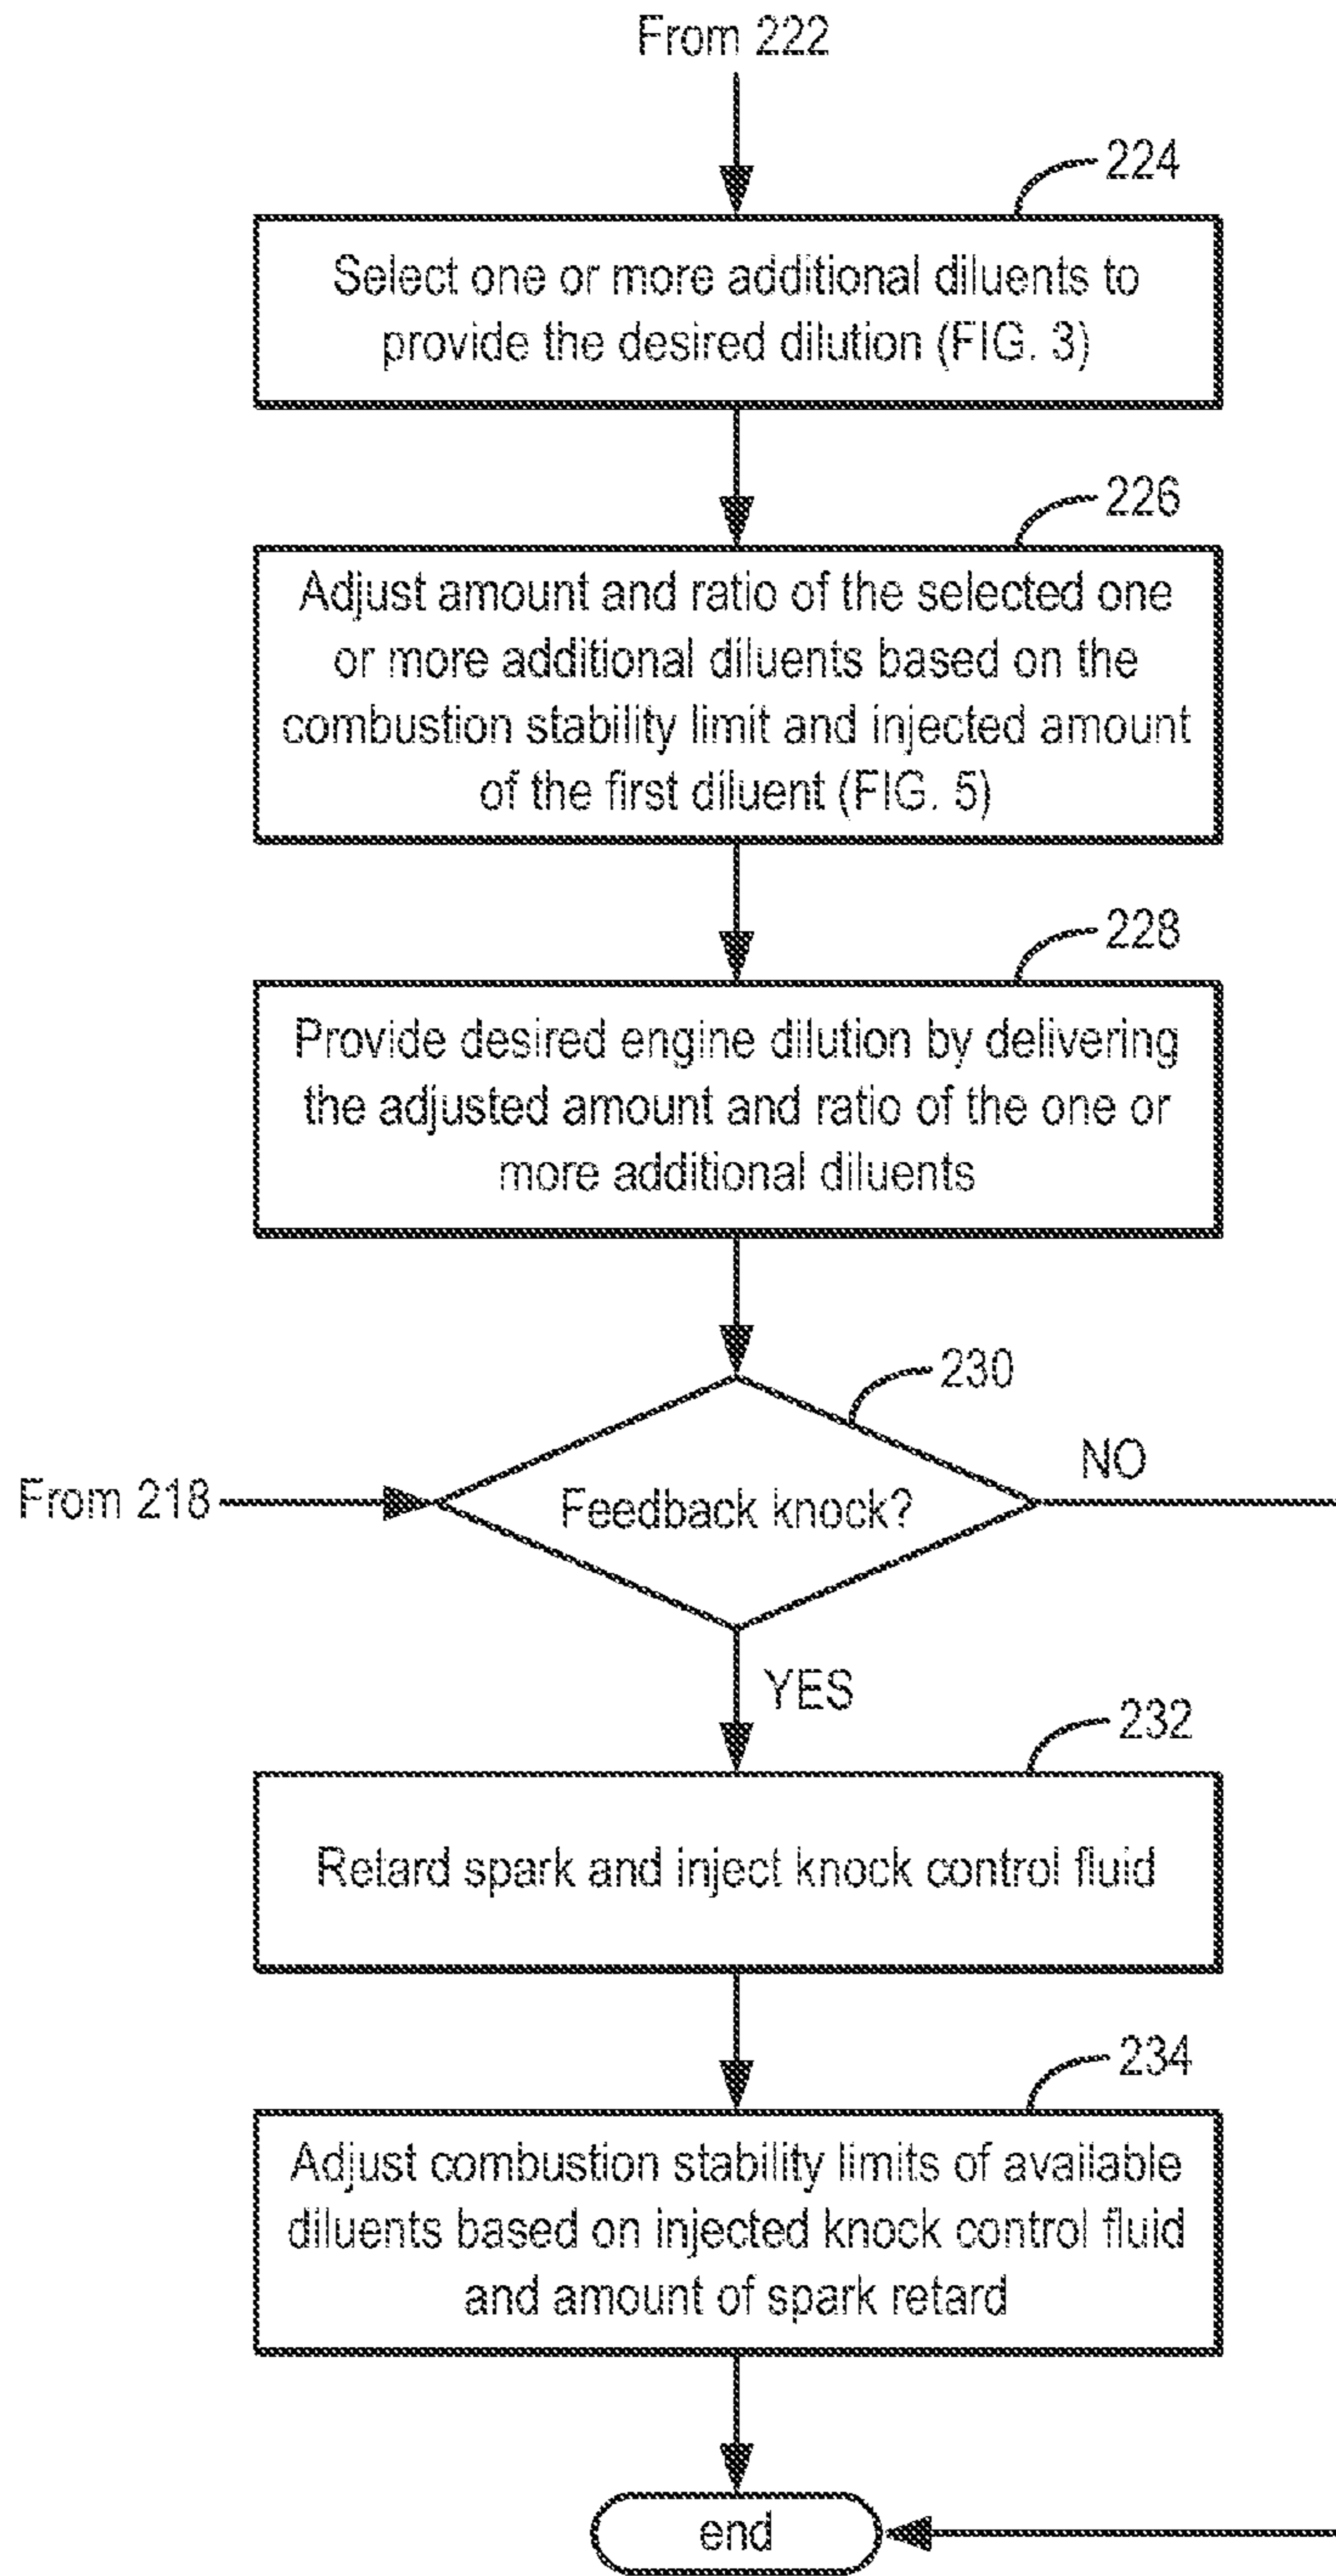 From 222
224
Select one or more additional diluents to
provide the desired dilution (FIG. 3)
226
Adjust amount and ratio of the selected one
or more additional diluents based on the
combustion stability limit and injected amount
of the first diluent (FIG. 5)
228
Provide desired engine dilution by delivering
the adjusted amount and ratio of the one or
more additional diluents
230
From 218
Feedback knock?
NO
YES
232
Retard spark and inject knock control fluid
234
Adjust combustion stability limits of available
diluents based on injected knock control fluid
and amount of spark retard
end